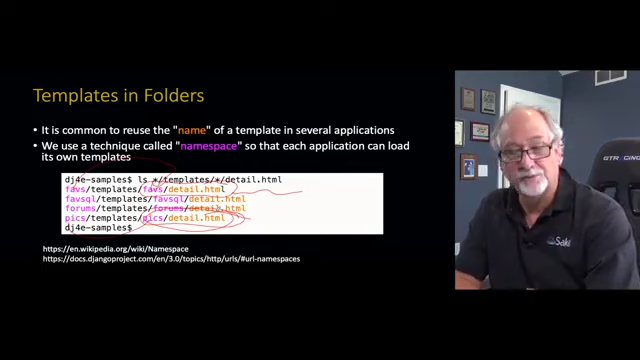 Templates in Folders
• It is common to reuse the "name" of a template in several applications
• We use a technique called "namespace" so that each application can load
its own templates
dj4e-samples$ ls */templates/*/detail.html
favs/templates/favs/detail.html
favsql/templates/favsql/detail.html
forums/templates/forums/detail.html
pics/templates/pics/detail.html
dj4e-samples$
https://en.wikipedia.org/wiki/Namespace
https://docs.djangoproject.com/en/3.0/topics/http/urls/#url-namespaces
GTR
Sakai